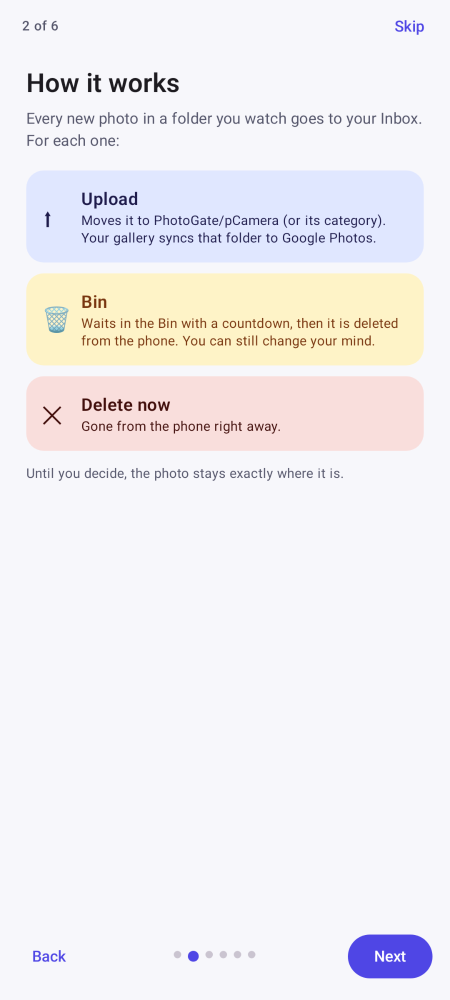 2 of 6
Skip
How it works
Every new photo in a folder you watch goes to your Inbox.
For each one:
Upload
Moves it to PhotoGate/pCamera (or its category).
Your gallery syncs that folder to Google Photos.
Bin
Waits in the Bin with a countdown, then it is deleted
from the phone. You can still change your mind.
Delete now
Gone from the phone right away.
Until you decide, the photo stays exactly where it is.
Back
Next